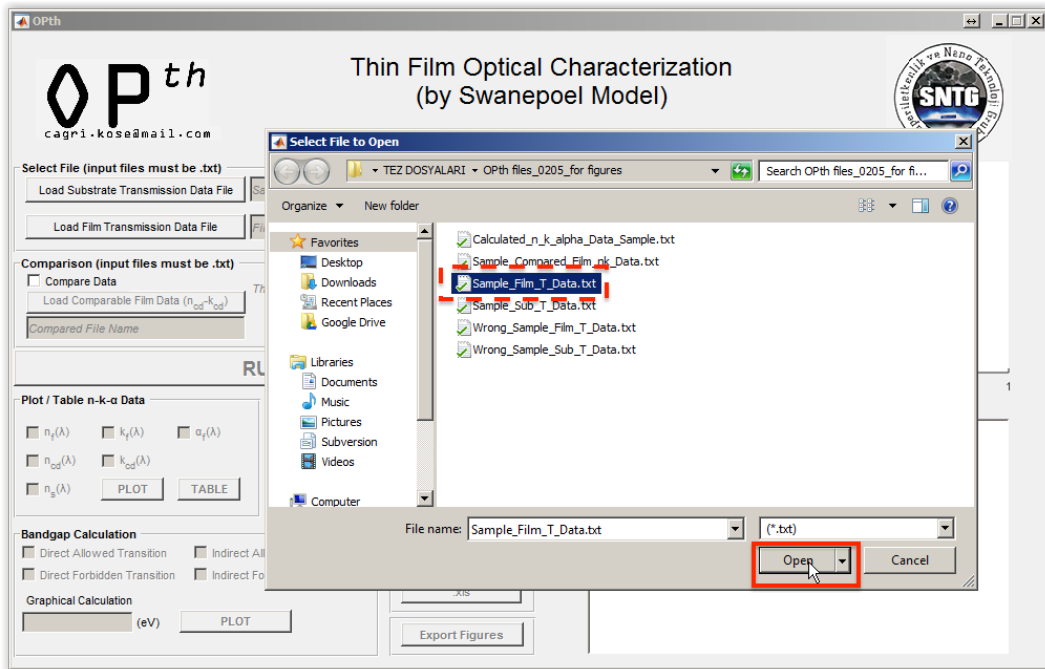 OPth
OP th
cagri.kose@mail.com
Thin Film Optical Characterization
(by Swanepoel Model)
SNTG
Select File (input files must be .txt)
Load Substrate Transmission Data File
Load Film Transmission Data File
Comparison (input files must be .txt)
Compare Data
Load Comparable Film Data (ncd-kcd)
Compared File Name
Plot / Table n-k-α Data
nf(λ) kf(λ) αf(λ)
ncd(λ) kcd(λ)
ns(λ) PLOT TABLE
Bandgap Calculation
Direct Allowed Transition
Direct Forbidden Transition
Graphical Calculation
(eV) PLOT
.xls
Export Figures
1
Select File to Open
TEZ DOSYALARI OPth files_0205_for figures
Search OPth files_0205_for fi...
Organize New folder
Favorites
Desktop
Downloads
Recent Places
Google Drive
Libraries
Documents
Music
Pictures
Subversion
Videos
Computer
Calculated_n_k_alpha_Data_Sample.txt
Sample_Compared_Film_nk_Data.txt
Sample_Film_T_Data.txt
Sample_Sub_T_Data.txt
Wrong_Sample_Film_T_Data.txt
Wrong_Sample_Sub_T_Data.txt
File name: Sample_Film_T_Data.txt (*.txt)
Open Cancel